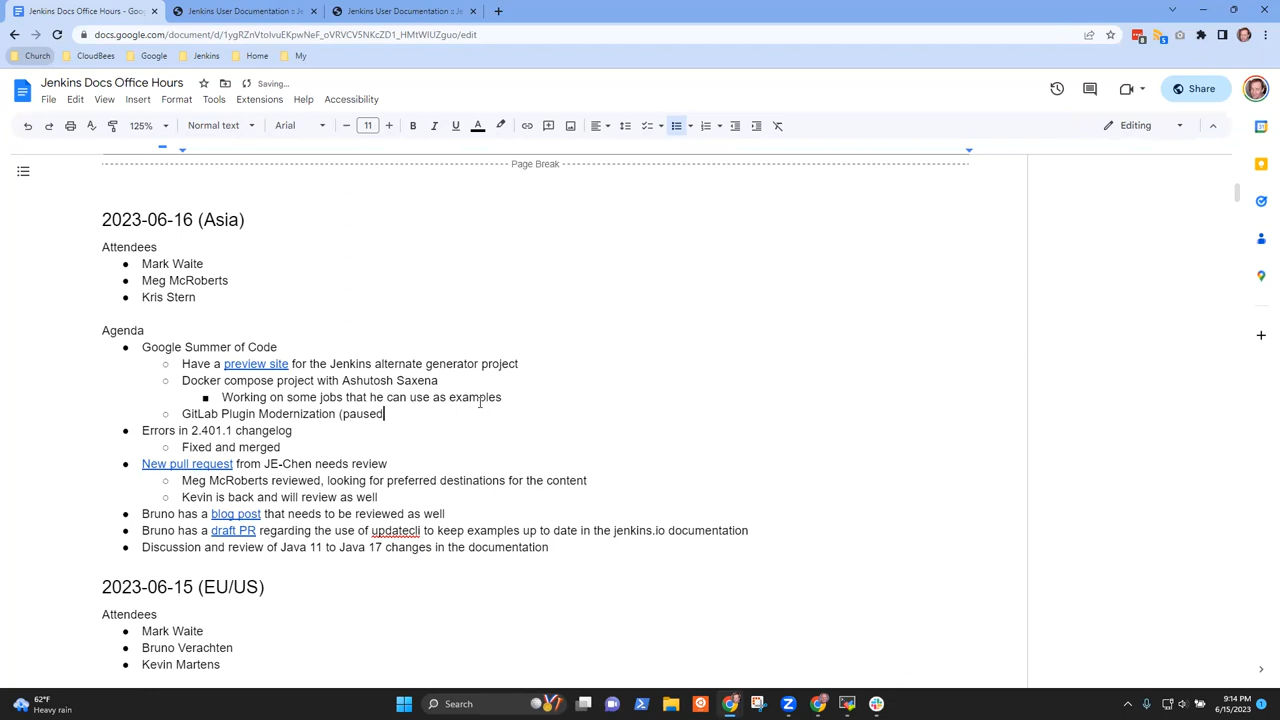 Jenkins Docs Office Hours - Goo
Jenkins User Documentation
Jenkins User Documentation
docs.google.com/document/d/1ygRZnVtoIvuEKpwNeF_oVRVCV5NKcZD1_HMtWIUZguo/edit
Church
CloudBees
Google
Jenkins
Home
My
Jenkins Docs Office Hours
Saving...
File Edit View Insert Format Tools Extensions Help Accessibility
Share
125%
Normal text
Arial
11
Editing
Page Break
2023-06-16 (Asia)
Attendees
● Mark Waite
● Meg McRoberts
● Kris Stern
Agenda
● Google Summer of Code
○ Have a preview site for the Jenkins alternate generator project
○ Docker compose project with Ashutosh Saxena
■ Working on some jobs that he can use as examples
○ GitLab Plugin Modernization (paused
● Errors in 2.401.1 changelog
○ Fixed and merged
● New pull request from JE-Chen needs review
○ Meg McRoberts reviewed, looking for preferred destinations for the content
○ Kevin is back and will review as well
● Bruno has a blog post that needs to be reviewed as well
● Bruno has a draft PR regarding the use of updatecli to keep examples up to date in the jenkins.io documentation
● Discussion and review of Java 11 to Java 17 changes in the documentation
2023-06-15 (EU/US)
Attendees
● Mark Waite
● Bruno Verachten
● Kevin Martens
62°F
Heavy rain
Search
9:14 PM
6/15/2023